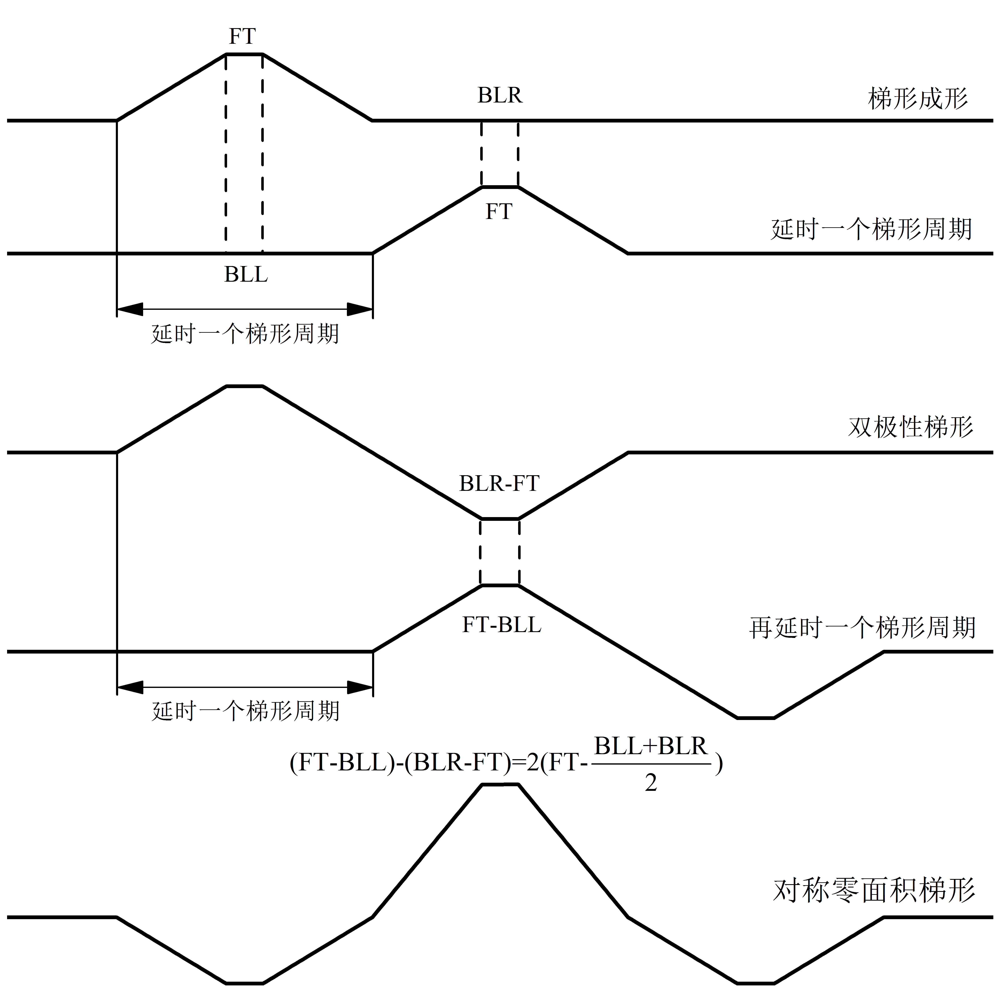 FT
BLR
梯形成形
FT
延时一个梯形周期
BLL
延时一个梯形周期
双极性梯形
BLR-FT
FT-BLL
再延时一个梯形周期
延时一个梯形周期
(FT-BLL)-(BLR-FT)=2(FT-\frac{BLL+BLR}{2})
对称零面积梯形